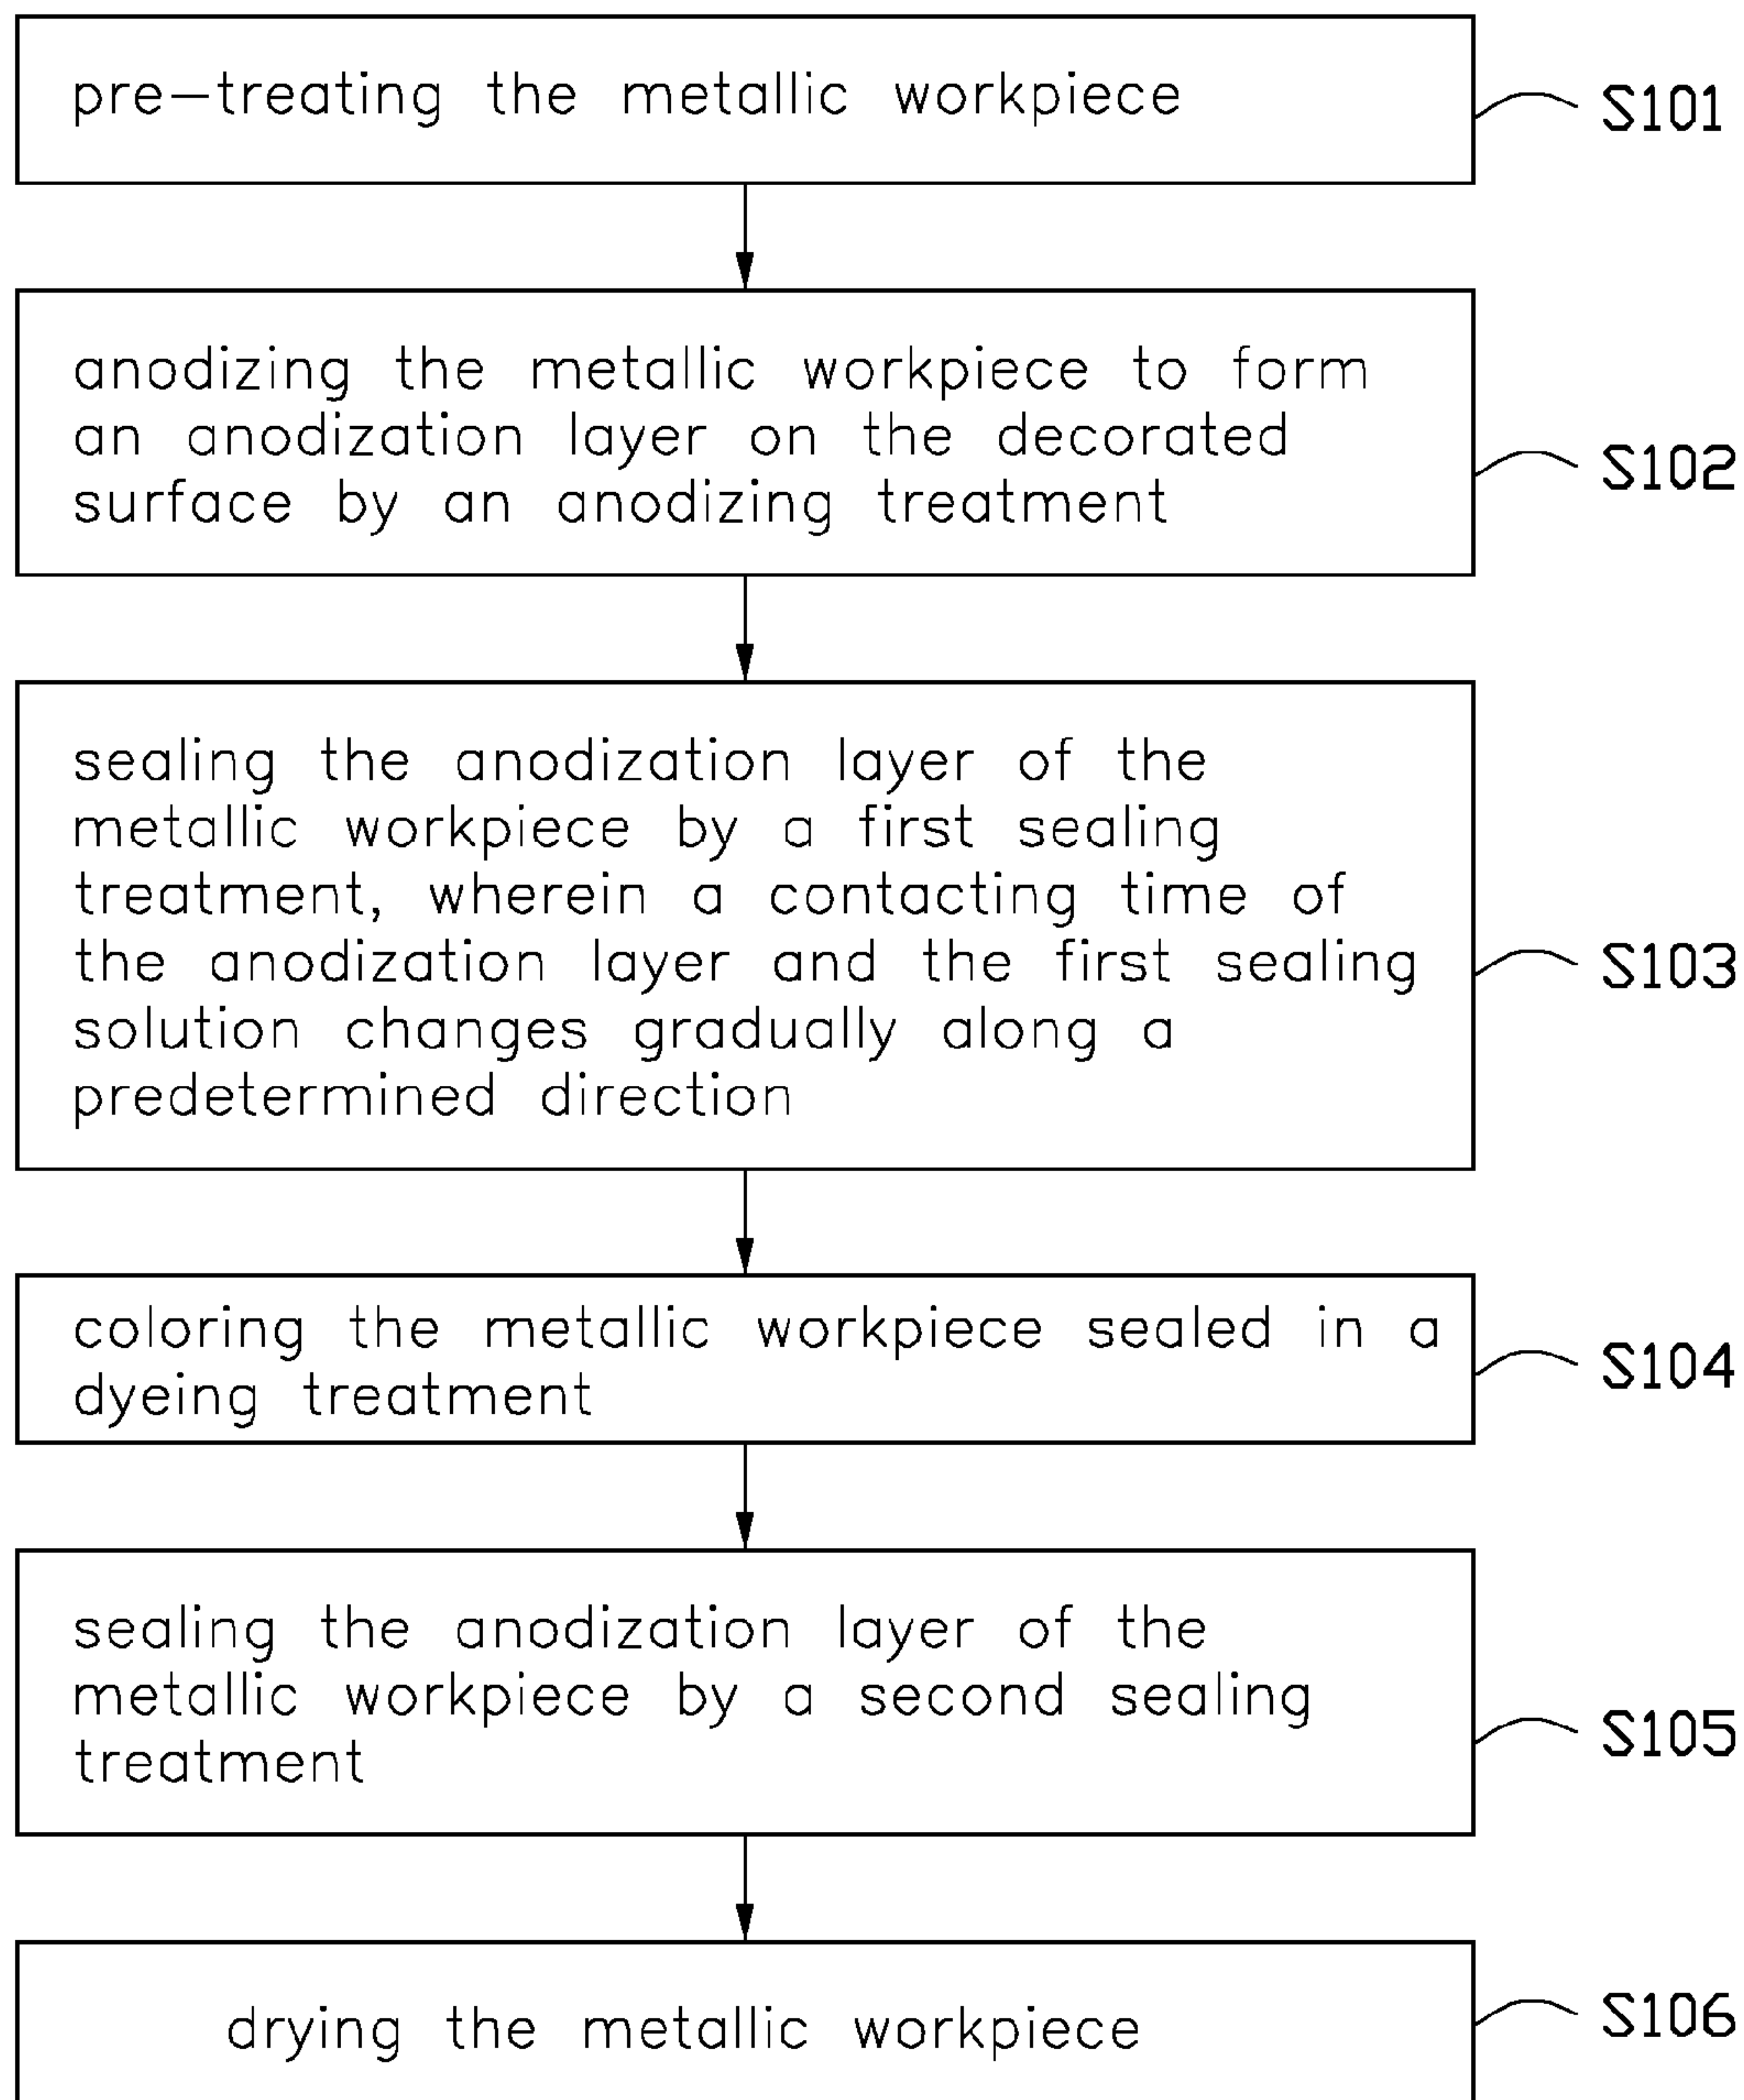 pre-treating the metallic workpiece
S101
anodizing the metallic workpiece to form
an anodization layer on the decorated
surface by an anodizing treatment
S102
sealing the anodization layer of the
metallic workpiece by a first sealing
treatment, wherein a contacting time of
the anodization layer and the first sealing
solution changes gradually along a
predetermined direction
S103
coloring the metallic workpiece sealed in a
dyeing treatment
S104
sealing the anodization layer of the
metallic workpiece by a second sealing
treatment
S105
drying the metallic workpiece
S106